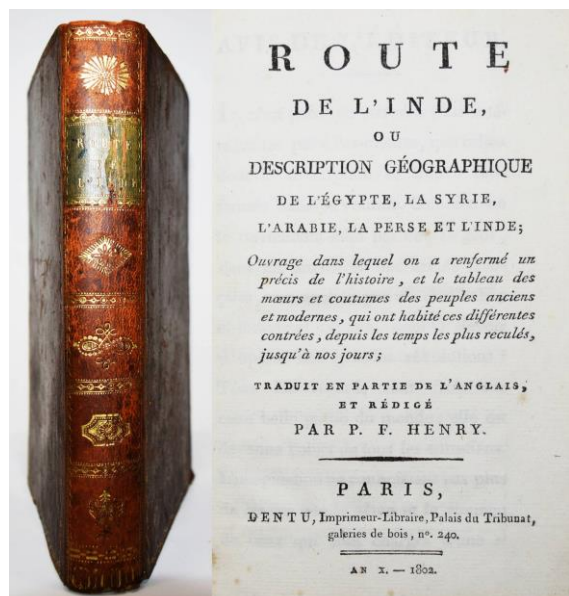 ROUTE
DE L'INDE
ROUTE
DE L'INDE,
OU
DESCRIPTION GÉOGRAPHIQUE
DE L'ÉGYPTE, LA SYRIE,
L'ARABIE, LA PERSE ET L'INDE;
Ouvrage dans lequel on a renfermé un
précis de l'histoire, et le tableau des
mœurs et coutumes des peuples anciens
et modernes, qui ont habité ces différentes
contrées, depuis les temps les plus reculés,
jusqu'à nos jours;
TRADUIT EN PARTIE DE L'ANGLAIS,
ET RÉDIGÉ
PAR P. F. HENRY.
PARIS,
DENTU, Imprimeur-Libraire, Palais du Tribunat,
galeries de bois, nº. 240.
AN X. — 1802.